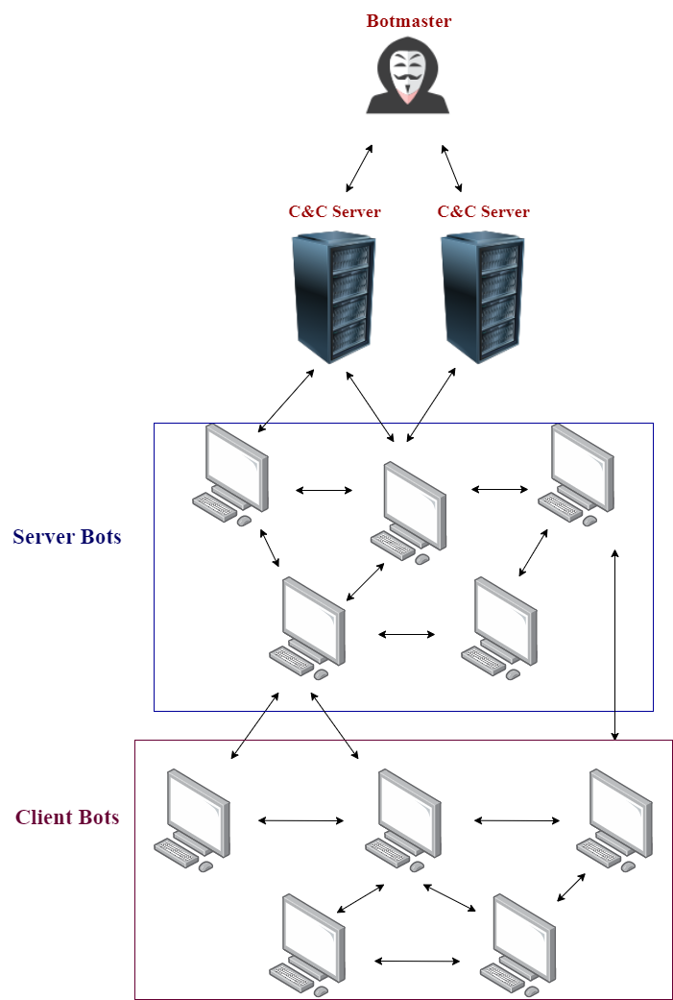 Botmaster
C&C Server
C&C Server
Server Bots
Client Bots